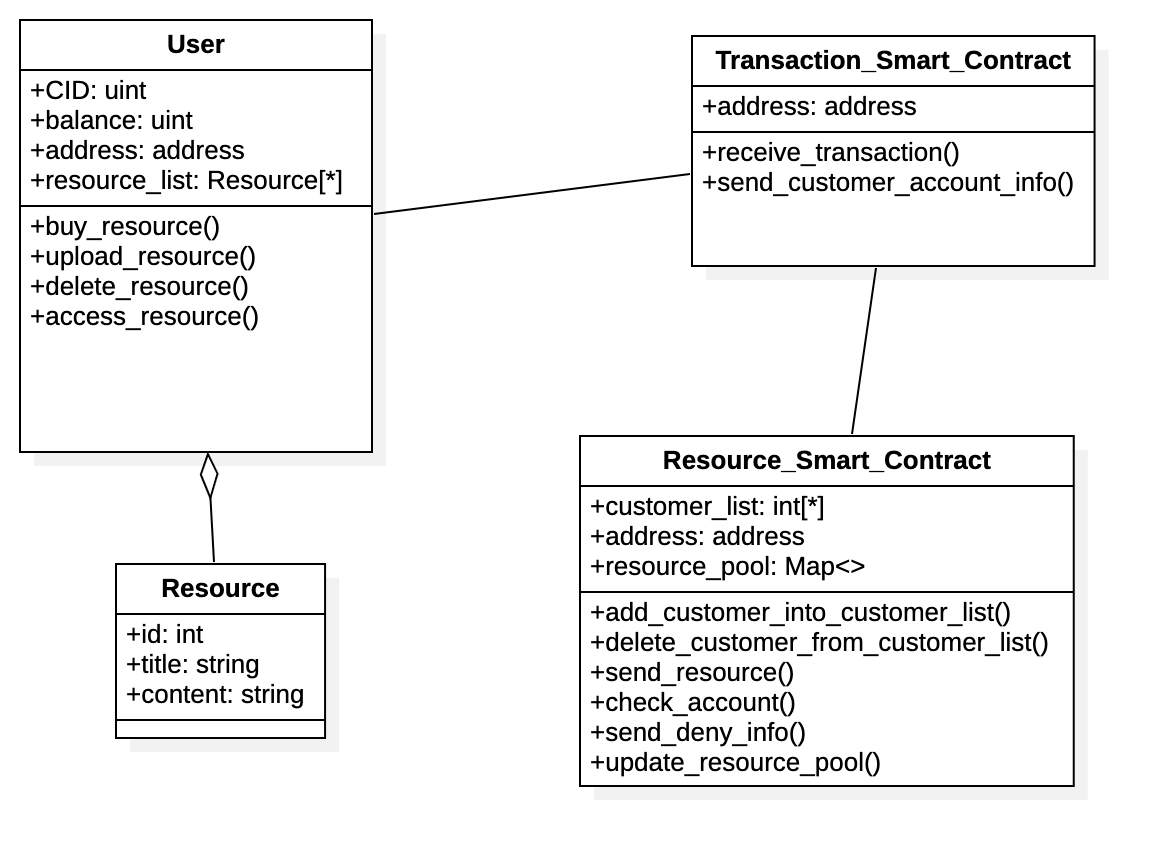 User
+CID: uint
+balance: uint
+address: address
+resource_list: Resource[*]
+buy_resource()
+upload_resource()
+delete_resource()
+access_resource()
Transaction_Smart_Contract
+address: address
+receive_transaction()
+send_customer_account_info()
Resource
+id: int
+title: string
+content: string
Resource_Smart_Contract
+customer_list: int[*]
+address: address
+resource_pool: Map<>
+add_customer_into_customer_list()
+delete_customer_from_customer_list()
+send_resource()
+check_account()
+send_deny_info()
+update_resource_pool()